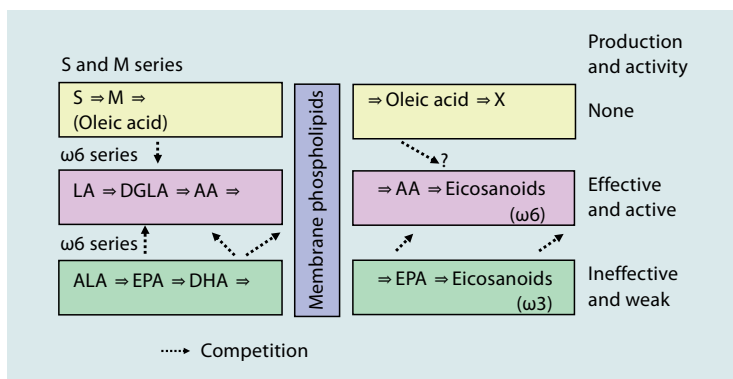 S and M series
Production
and activity
S ⇒ M ⇒
(Oleic acid)
Membrane phospholipids
⇒ Oleic acid ⇒ X
None
?
ω6 series
LA ⇒ DGLA ⇒ AA ⇒
⇒ AA ⇒ Eicosanoids
(ω6)
Effective
and active
ω6 series
ALA ⇒ EPA ⇒ DHA ⇒
⇒ EPA ⇒ Eicosanoids
(ω3)
Ineffective
and weak
Competition